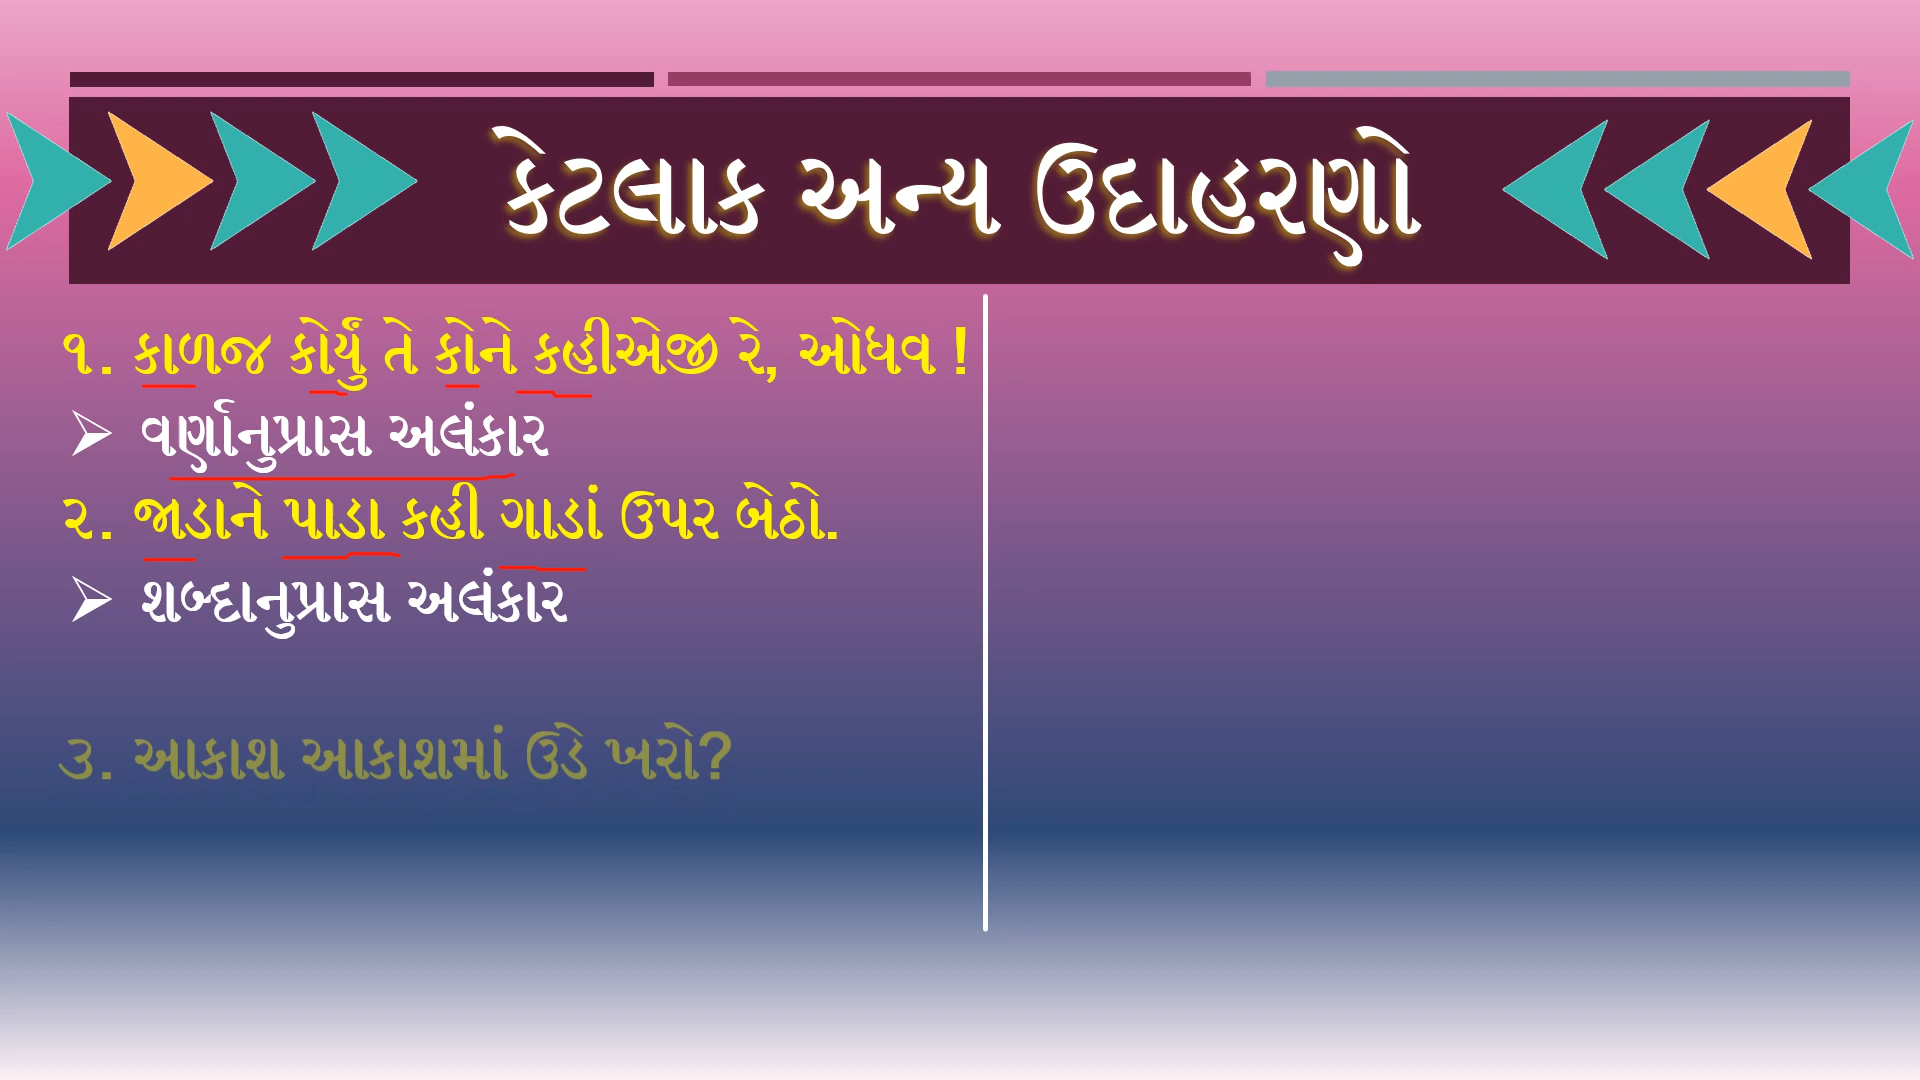 કેટલાક અન્ય ઉદાહરણો
૧. કાળજ કોર્યું તે કોને કહીએજી રે, ઓધવ !
➢ વર્ણાનુપ્રાસ અલંકાર
૨. જાડાને પાડા કહી ગાડાં ઉપર બેઠો.
➢ શબ્દાનુપ્રાસ અલંકાર
૩. આકાશ આકાશમાં ઉડે ખરો?